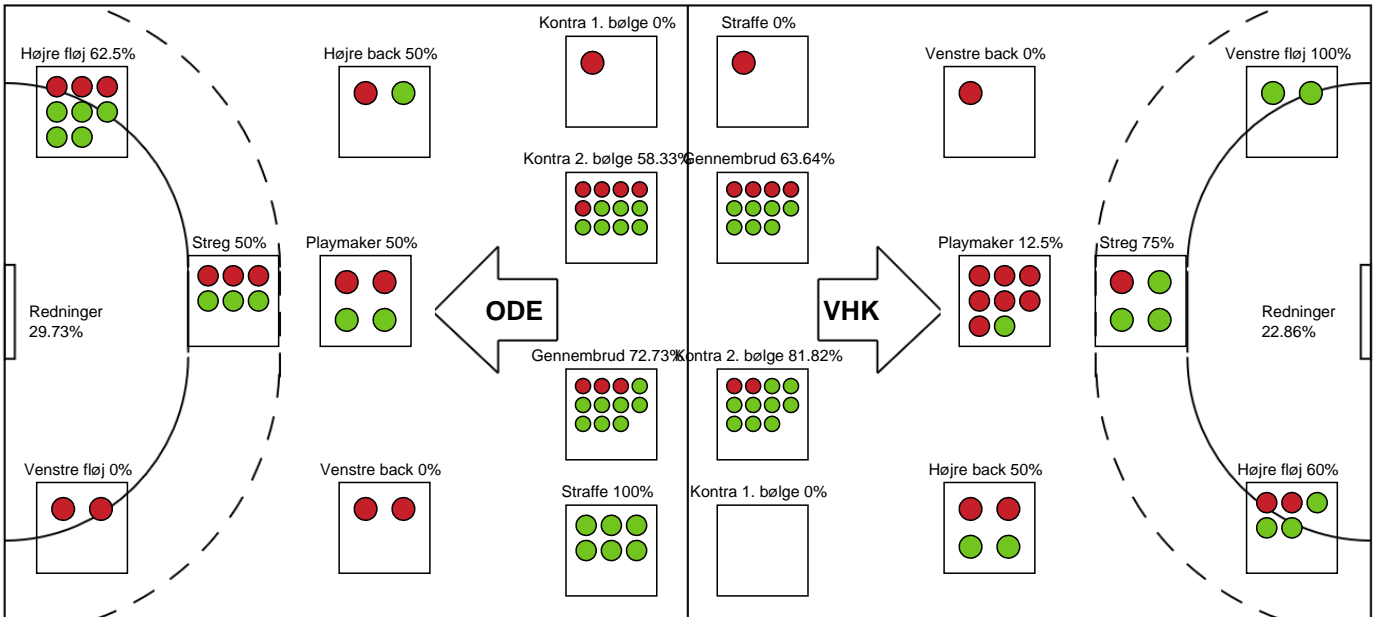 Kontra 1. bølge 0%
Straffe 0%
Højre fløj 62.5%
Højre back 50%
Venstre back 0%
Venstre fløj 100%
Kontra 2. bølge 58.33%
Gennembrud 63.64%
Streg 50%
Playmaker 50%
Playmaker 12.5%
Streg 75%
Redninger
29.73%
ODE
VHK
Redninger
22.86%
Gennembrud 72.73%
Kontra 2. bølge 81.82%
Venstre fløj 0%
Venstre back 0%
Straffe 100%
Kontra 1. bølge 0%
Højre back 50%
Højre fløj 60%